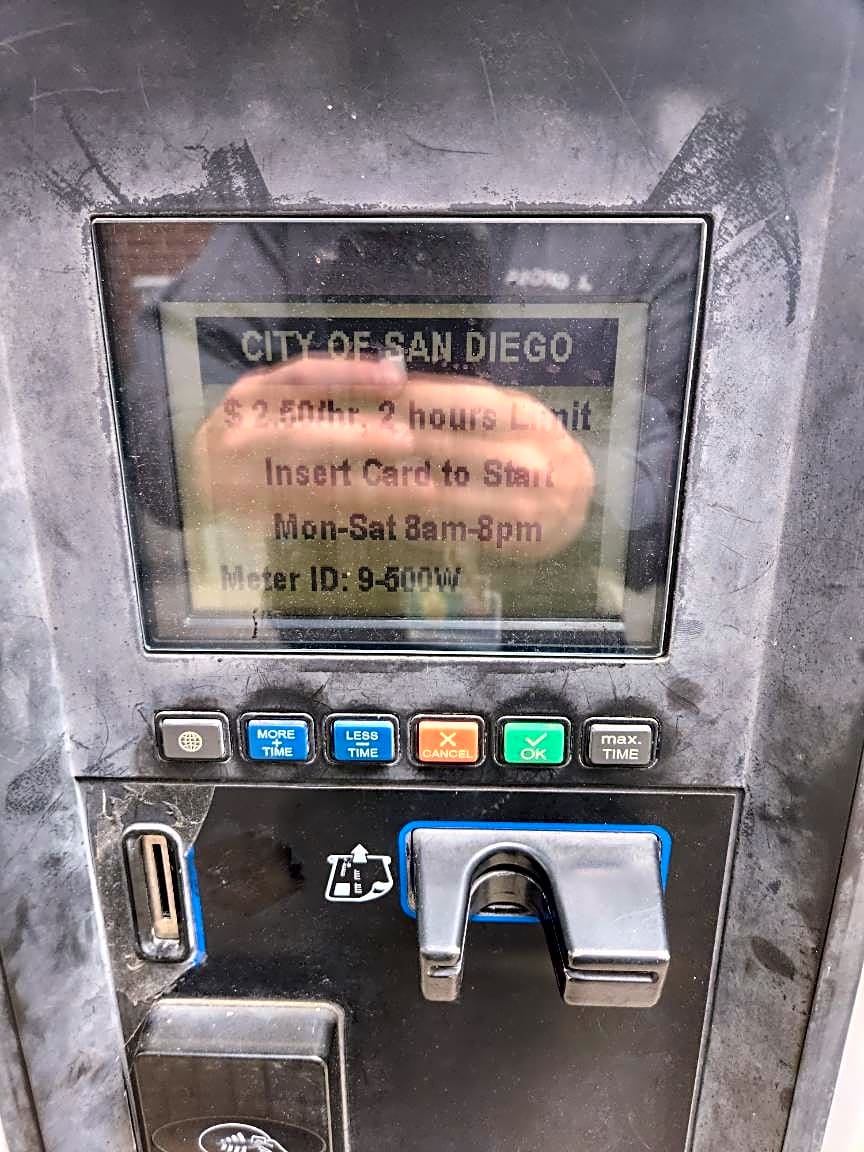 CITY OF SAN DIEGO
$ 2.50/hr, 2 hours Limit
Insert Card to Start
Mon-Sat 8am-8pm
Meter ID: 9-500W
MORE + TIME
LESS - TIME
X CANCEL
✓ OK
max. TIME